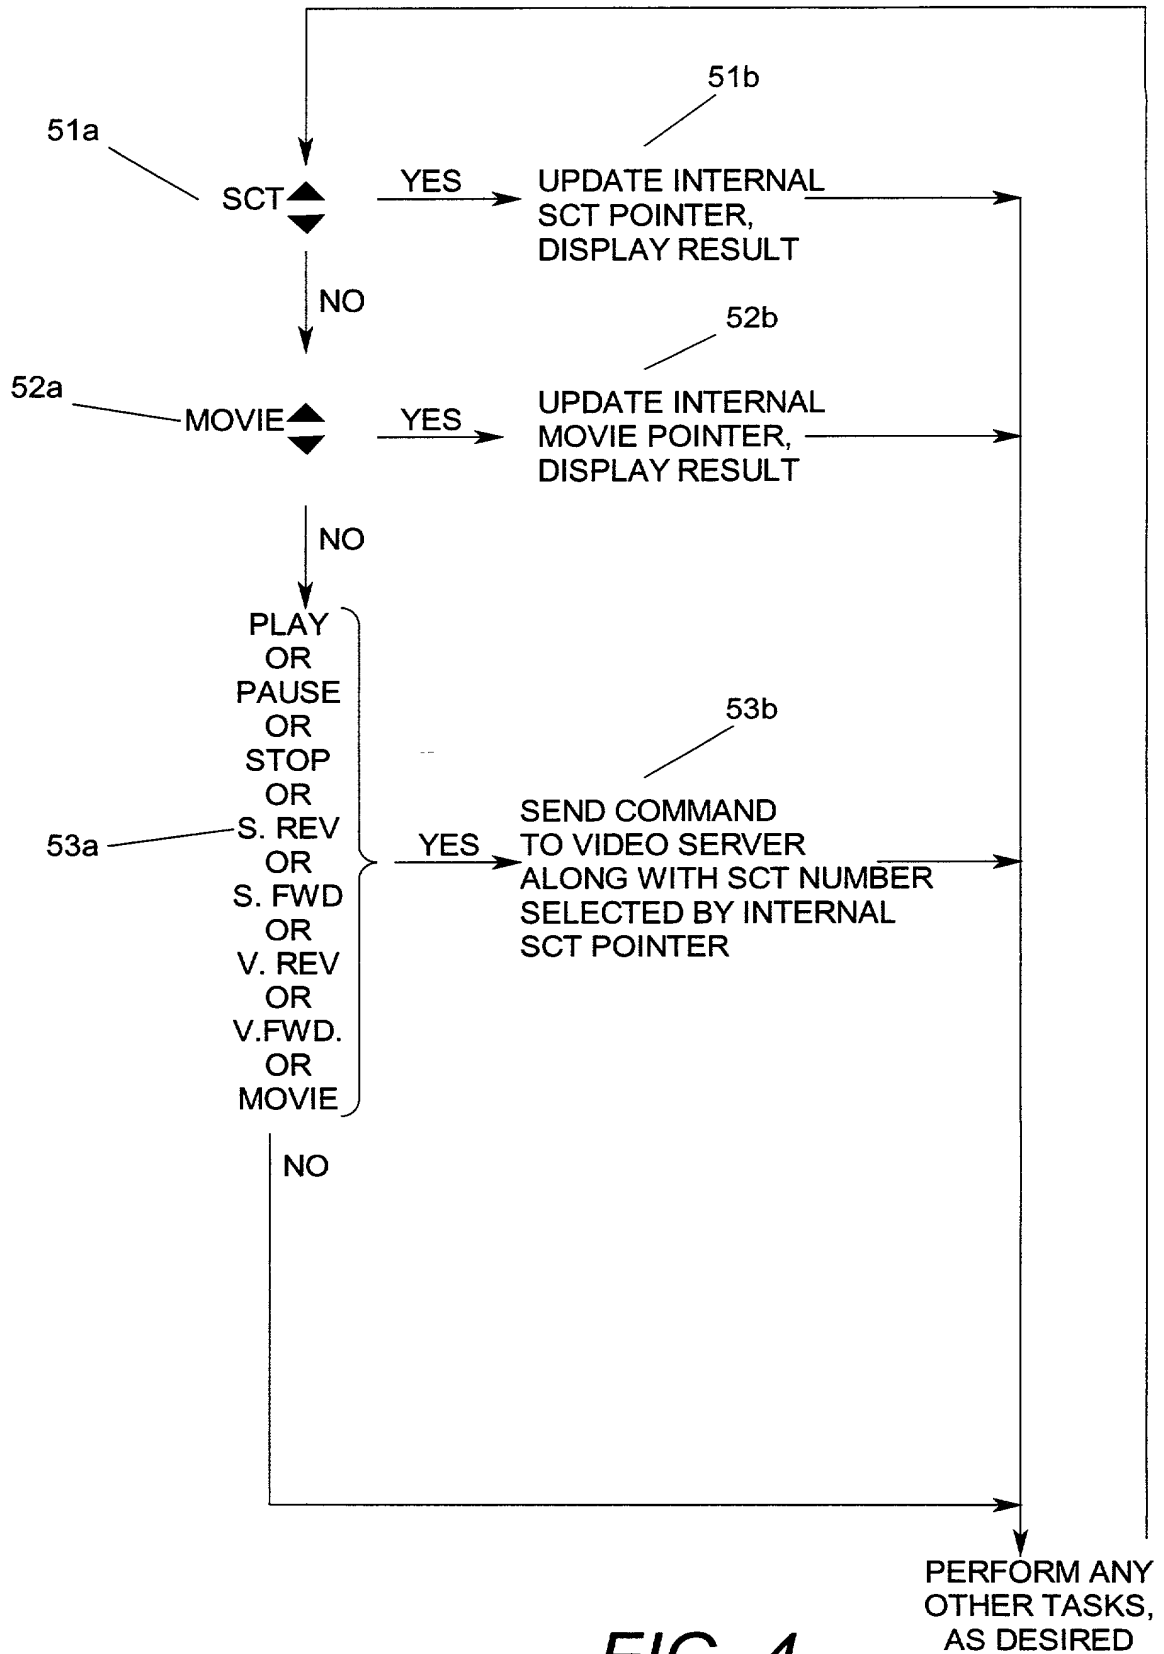 51b
51a
SCT
YES
UPDATE INTERNAL
SCT POINTER,
DISPLAY RESULT
NO
52b
52a
MOVIE
YES
UPDATE INTERNAL
MOVIE POINTER,
DISPLAY RESULT
NO
PLAY
OR
PAUSE
OR
STOP
OR
S. REV
OR
S. FWD
OR
V. REV
OR
V.FWD.
OR
MOVIE
53a
YES
53b
SEND COMMAND
TO VIDEO SERVER
ALONG WITH SCT NUMBER
SELECTED BY INTERNAL
SCT POINTER
NO
PERFORM ANY
OTHER TASKS,
AS DESIRED
FIG. 4